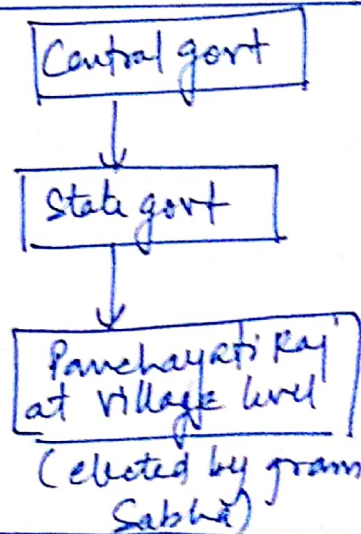 Central govt
State govt
Panchayati Raj
at village level
(elected by gram
Sabha)